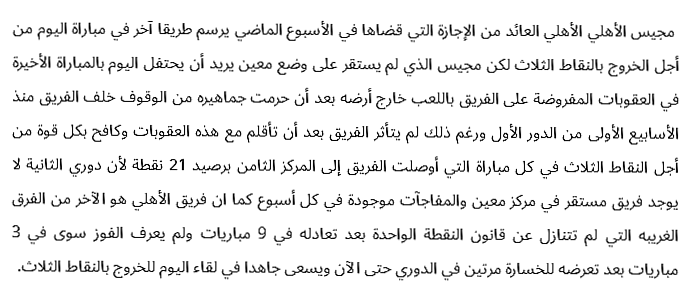 مجيس الأهلي الأهلي العائد من الإجازة التي قضاها في الأسبوع الماضي يرسم طريقا آخر في مباراة اليوم من
أجل الخروج بالنقاط الثلاث لكن مجيس الذي لم يستقر على وضع معين يريد أن يحتفل اليوم بالمباراة الأخيرة
في العقوبات المفروضة على الفريق باللعب خارج أرضه بعد أن حرمت جماهيره من الوقوف خلف الفريق منذ
الأسابيع الأولى من الدور الأول ورغم ذلك لم يتأثر الفريق بعد أن تأقلم مع هذه العقوبات وكافح بكل قوة من
أجل النقاط الثلاث في كل مباراة التي أوصلت الفريق إلى المركز الثامن برصيد 21 نقطة لأن دوري الثانية لا
يوجد فريق مستقر في مركز معين والمفاجآت موجودة في كل أسبوع كما ان فريق الأهلي هو الآخر من الفرق
الغريبه التي لم تتنازل عن قانون النقطة الواحدة بعد تعادله في 9 مباريات ولم يعرف الفوز سوى في 3
مباريات بعد تعرضه للخسارة مرتين في الدوري حتى الآن ويسعى جاهدا في لقاء اليوم للخروج بالنقاط الثلاث.